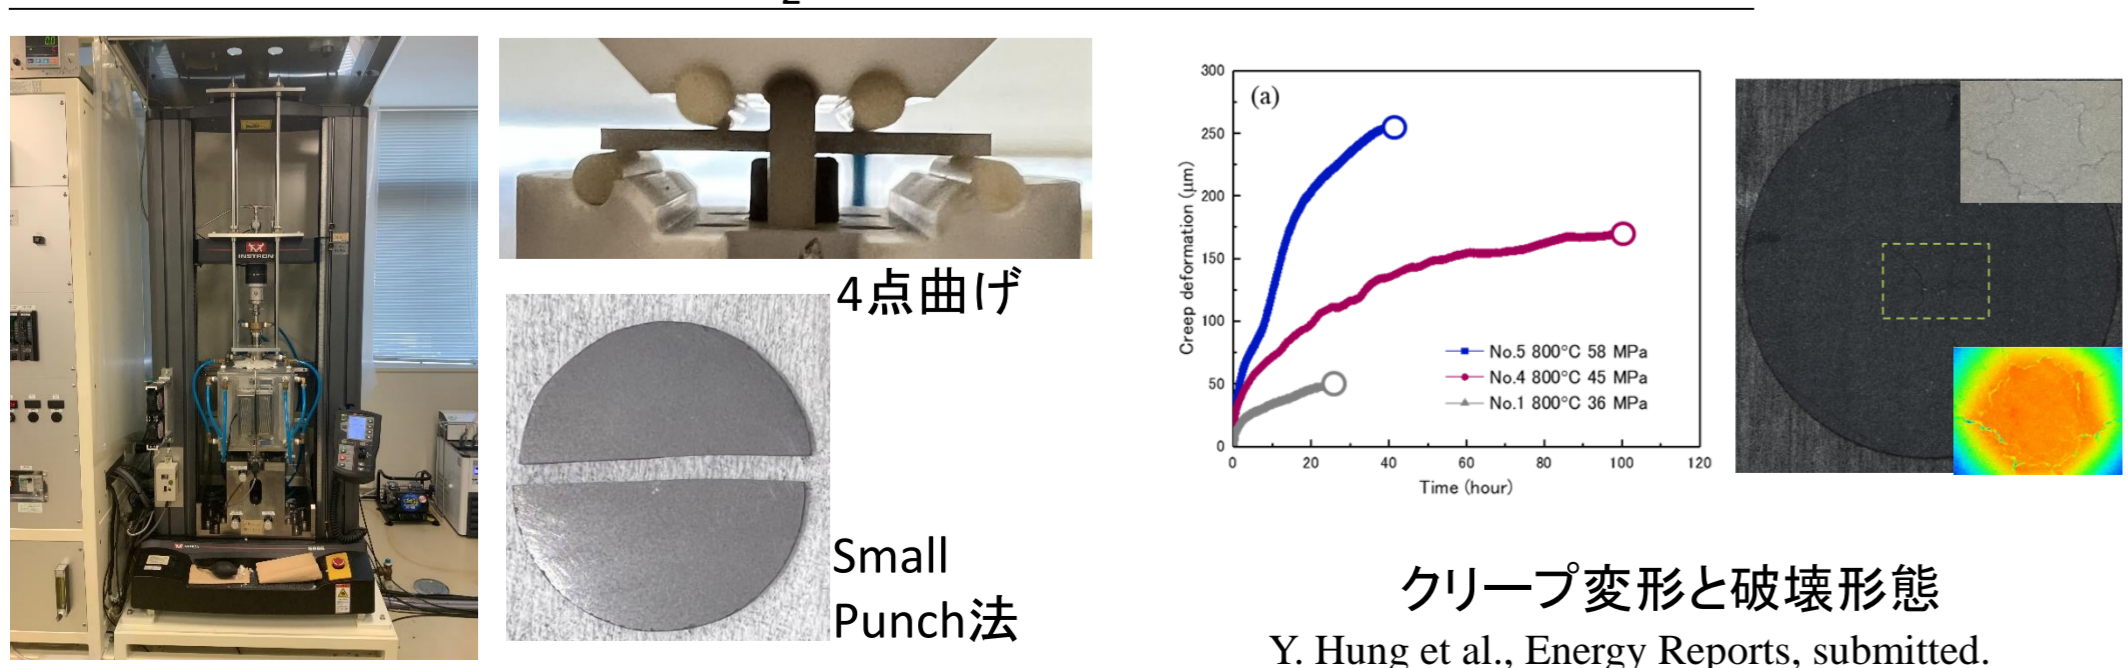 2
INSTRON
4点曲げ
Small
Punch法
(a)
300
250
200
150
100
50
0
Creep deformation (μm)
No.5 800°C 58 MPa
No.4 800°C 45 MPa
No.1 800°C 36 MPa
0 20 40 60 80 100 120
Time (hour)
クリープ変形と破壊形態
Y. Hung et al., Energy Reports, submitted.